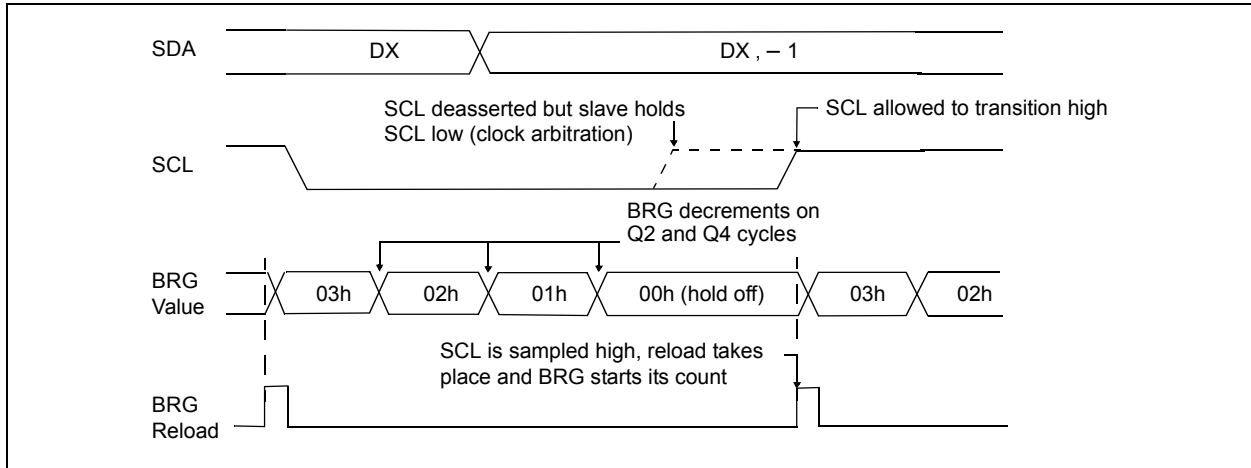 SDA
DX
DX , – 1
SCL deasserted but slave holds
SCL low (clock arbitration)
SCL allowed to transition high
SCL
BRG decrements on
Q2 and Q4 cycles
BRG
Value
03h
02h
01h
00h (hold off)
03h
02h
SCL is sampled high, reload takes
place and BRG starts its count
BRG
Reload